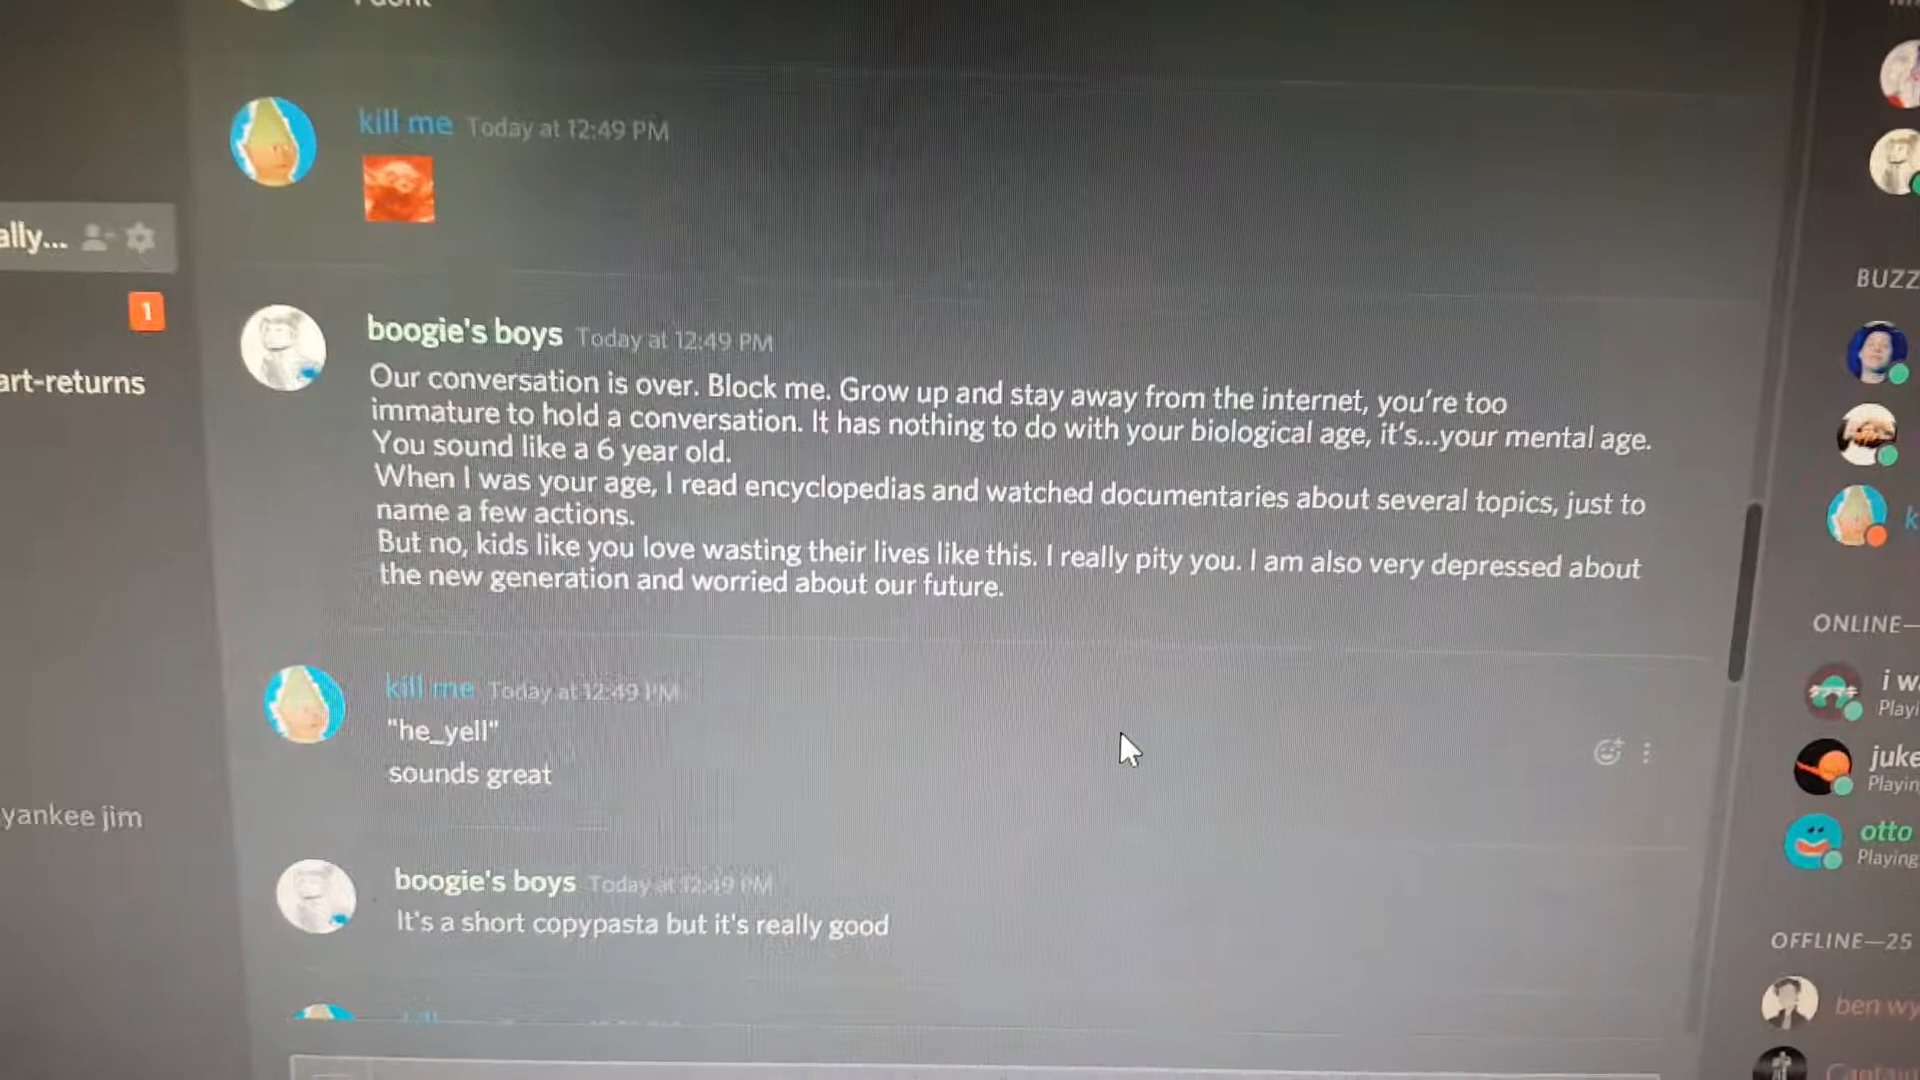 kill me Today at 12:49 PM
ally...
1
boogie's boys Today at 12:49 PM
Our conversation is over. Block me. Grow up and stay away from the internet, you're too
immature to hold a conversation. It has nothing to do with your biological age, it's...your mental age.
You sound like a 6 year old.
When I was your age, I read encyclopedias and watched documentaries about several topics, just to
name a few actions.
But no, kids like you love wasting their lives like this. I really pity you. I am also very depressed about
the new generation and worried about our future.
art-returns
kill me Today at 12:49 PM
"he_yell"
sounds great
yankee jim
boogie's boys Today at 12:49 PM
It's a short copypasta but it's really good
BUZZ
k
ONLINE—
i wa
Playi
juke
Playin
otto
Playing
OFFLINE—25
ben wy